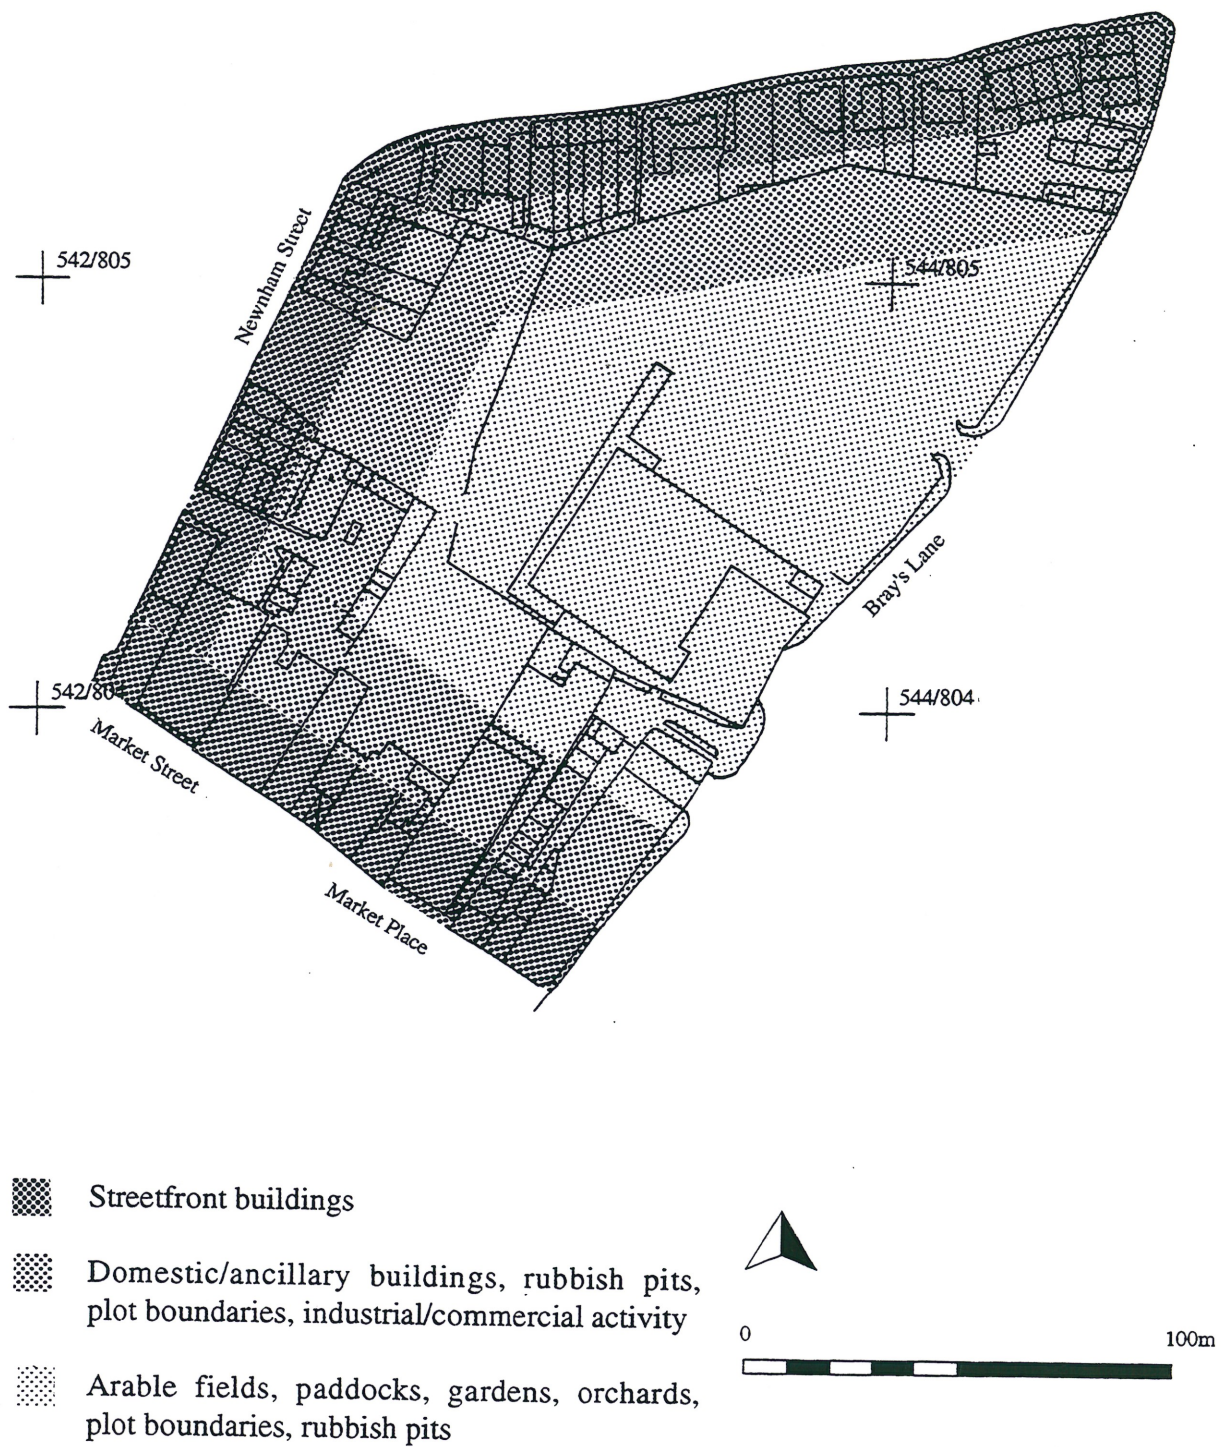 542/805
544/805
Newnham Street
Bray's Lane
542/804
544/804
Market Street
Market Place
Streetfront buildings
Domestic/ancillary buildings, rubbish pits,
plot boundaries, industrial/commercial activity
Arable fields, paddocks, gardens, orchards,
plot boundaries, rubbish pits
0
100m